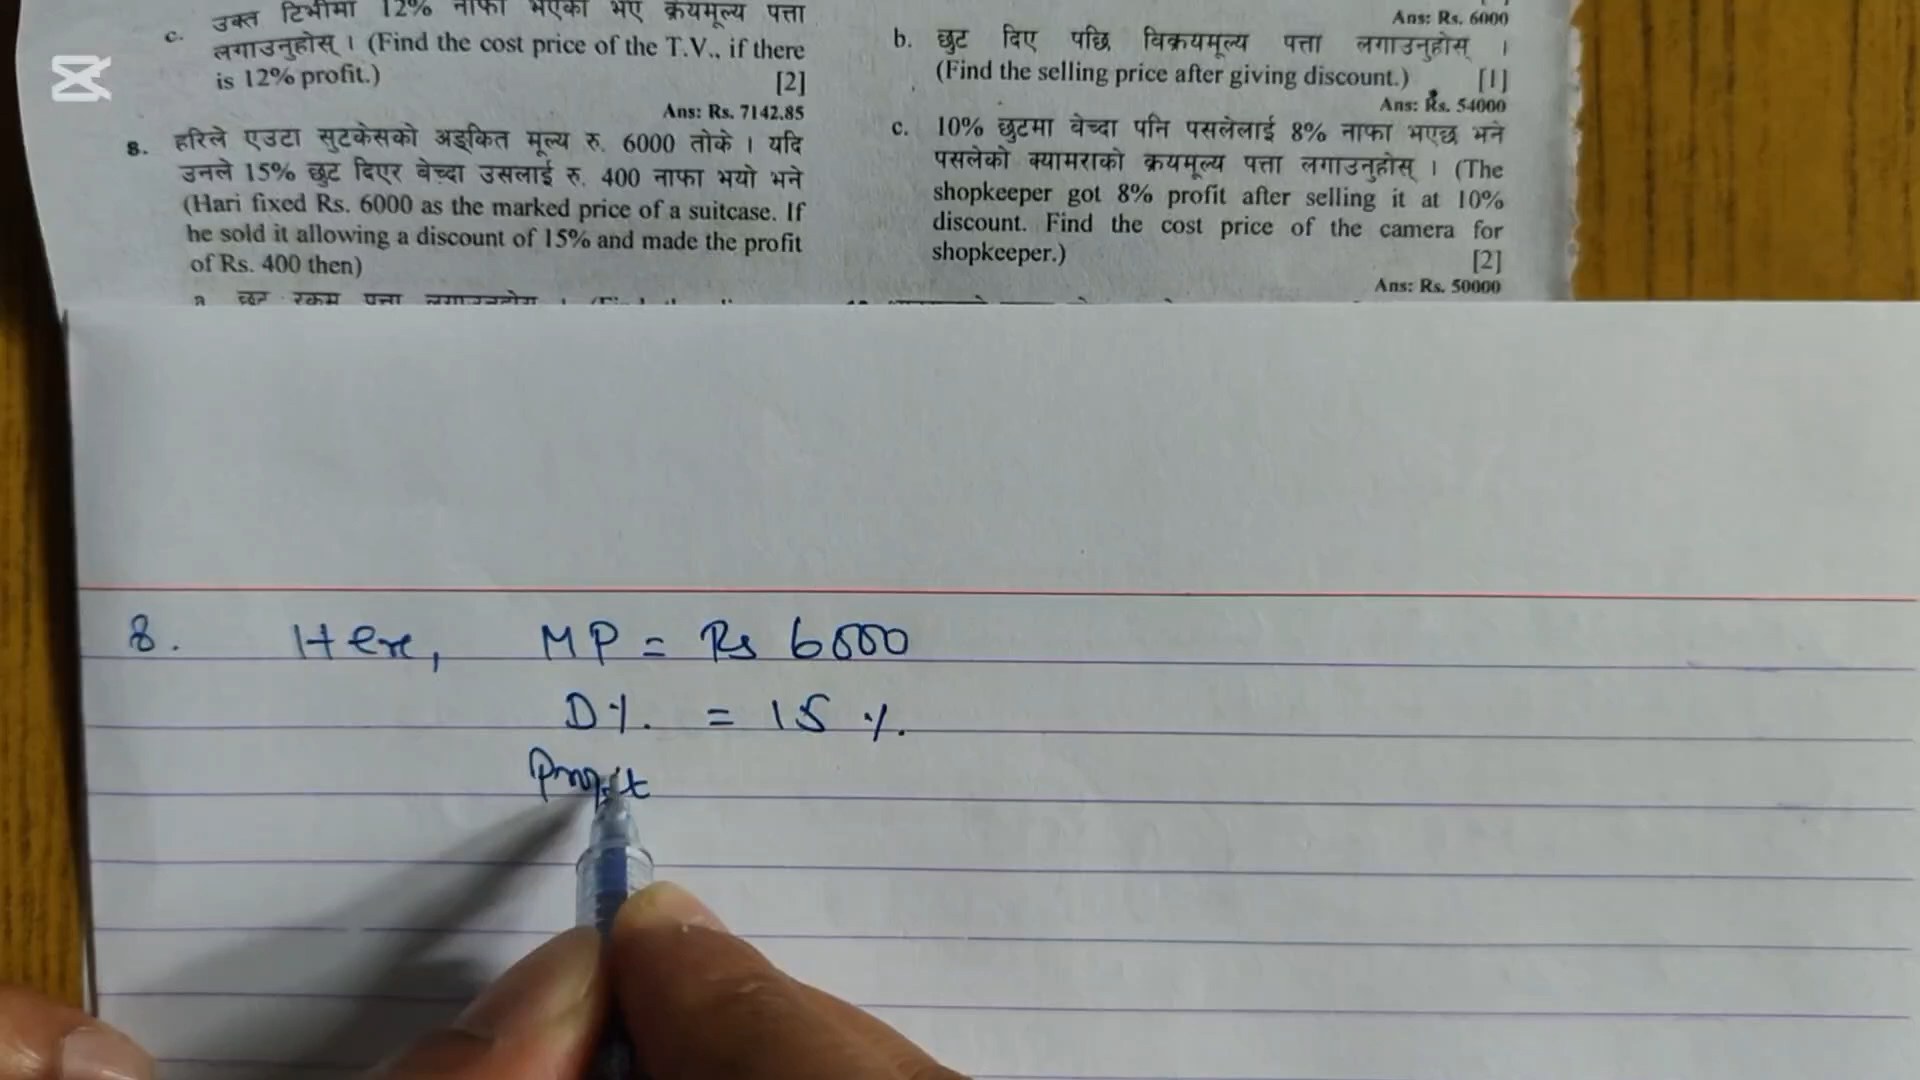 c. उक्त टिभीमा 12% नाफा भएको भए क्रयमूल्य पत्ता
लगाउनुहोस् । (Find the cost price of the T.V., if there
is 12% profit.) [2]
Ans: Rs. 7142.85
8. हरिले एउटा सुटकेसको अङ्कित मूल्य रु. 6000 तोके । यदि
उनले 15% छुट दिएर बेच्दा उसलाई रु. 400 नाफा भयो भने
(Hari fixed Rs. 6000 as the marked price of a suitcase. If
he sold it allowing a discount of 15% and made the profit
of Rs. 400 then)
a छुट रकम पत्ता लगाउनुहोस् ।
Ans: Rs. 6000
b. छुट दिए पछि विक्रयमूल्य पत्ता लगाउनुहोस् ।
(Find the selling price after giving discount.) [1]
Ans: Rs. 54000
c. 10% छुटमा बेच्दा पनि पसलेलाई 8% नाफा भएछ भने
पसलेको क्यामराको क्रयमूल्य पत्ता लगाउनुहोस् । (The
shopkeeper got 8% profit after selling it at 10%
discount. Find the cost price of the camera for
shopkeeper.) [2]
Ans: Rs. 50000
8. Here, MP = Rs 6000
D% = 15 %.
Profit